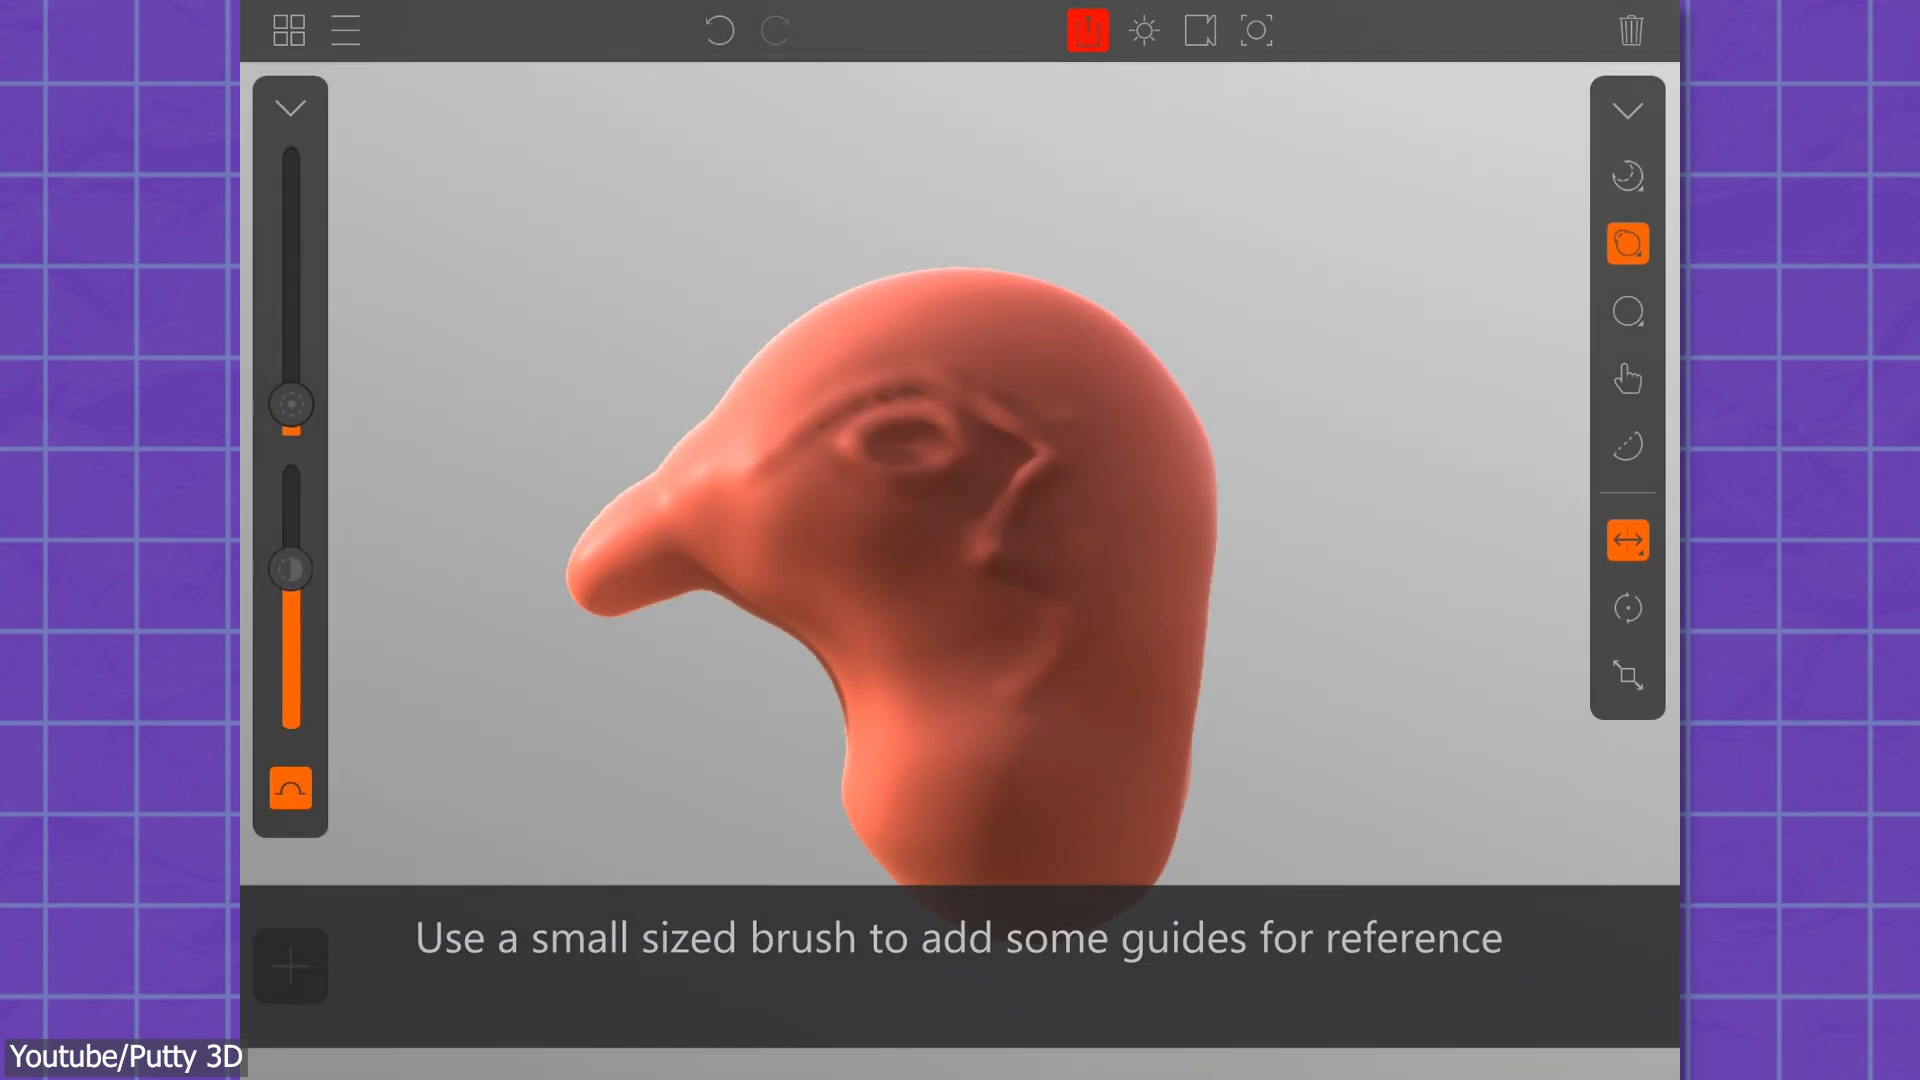 Use a small sized brush to add some guides for reference
Youtube/Putty 3D